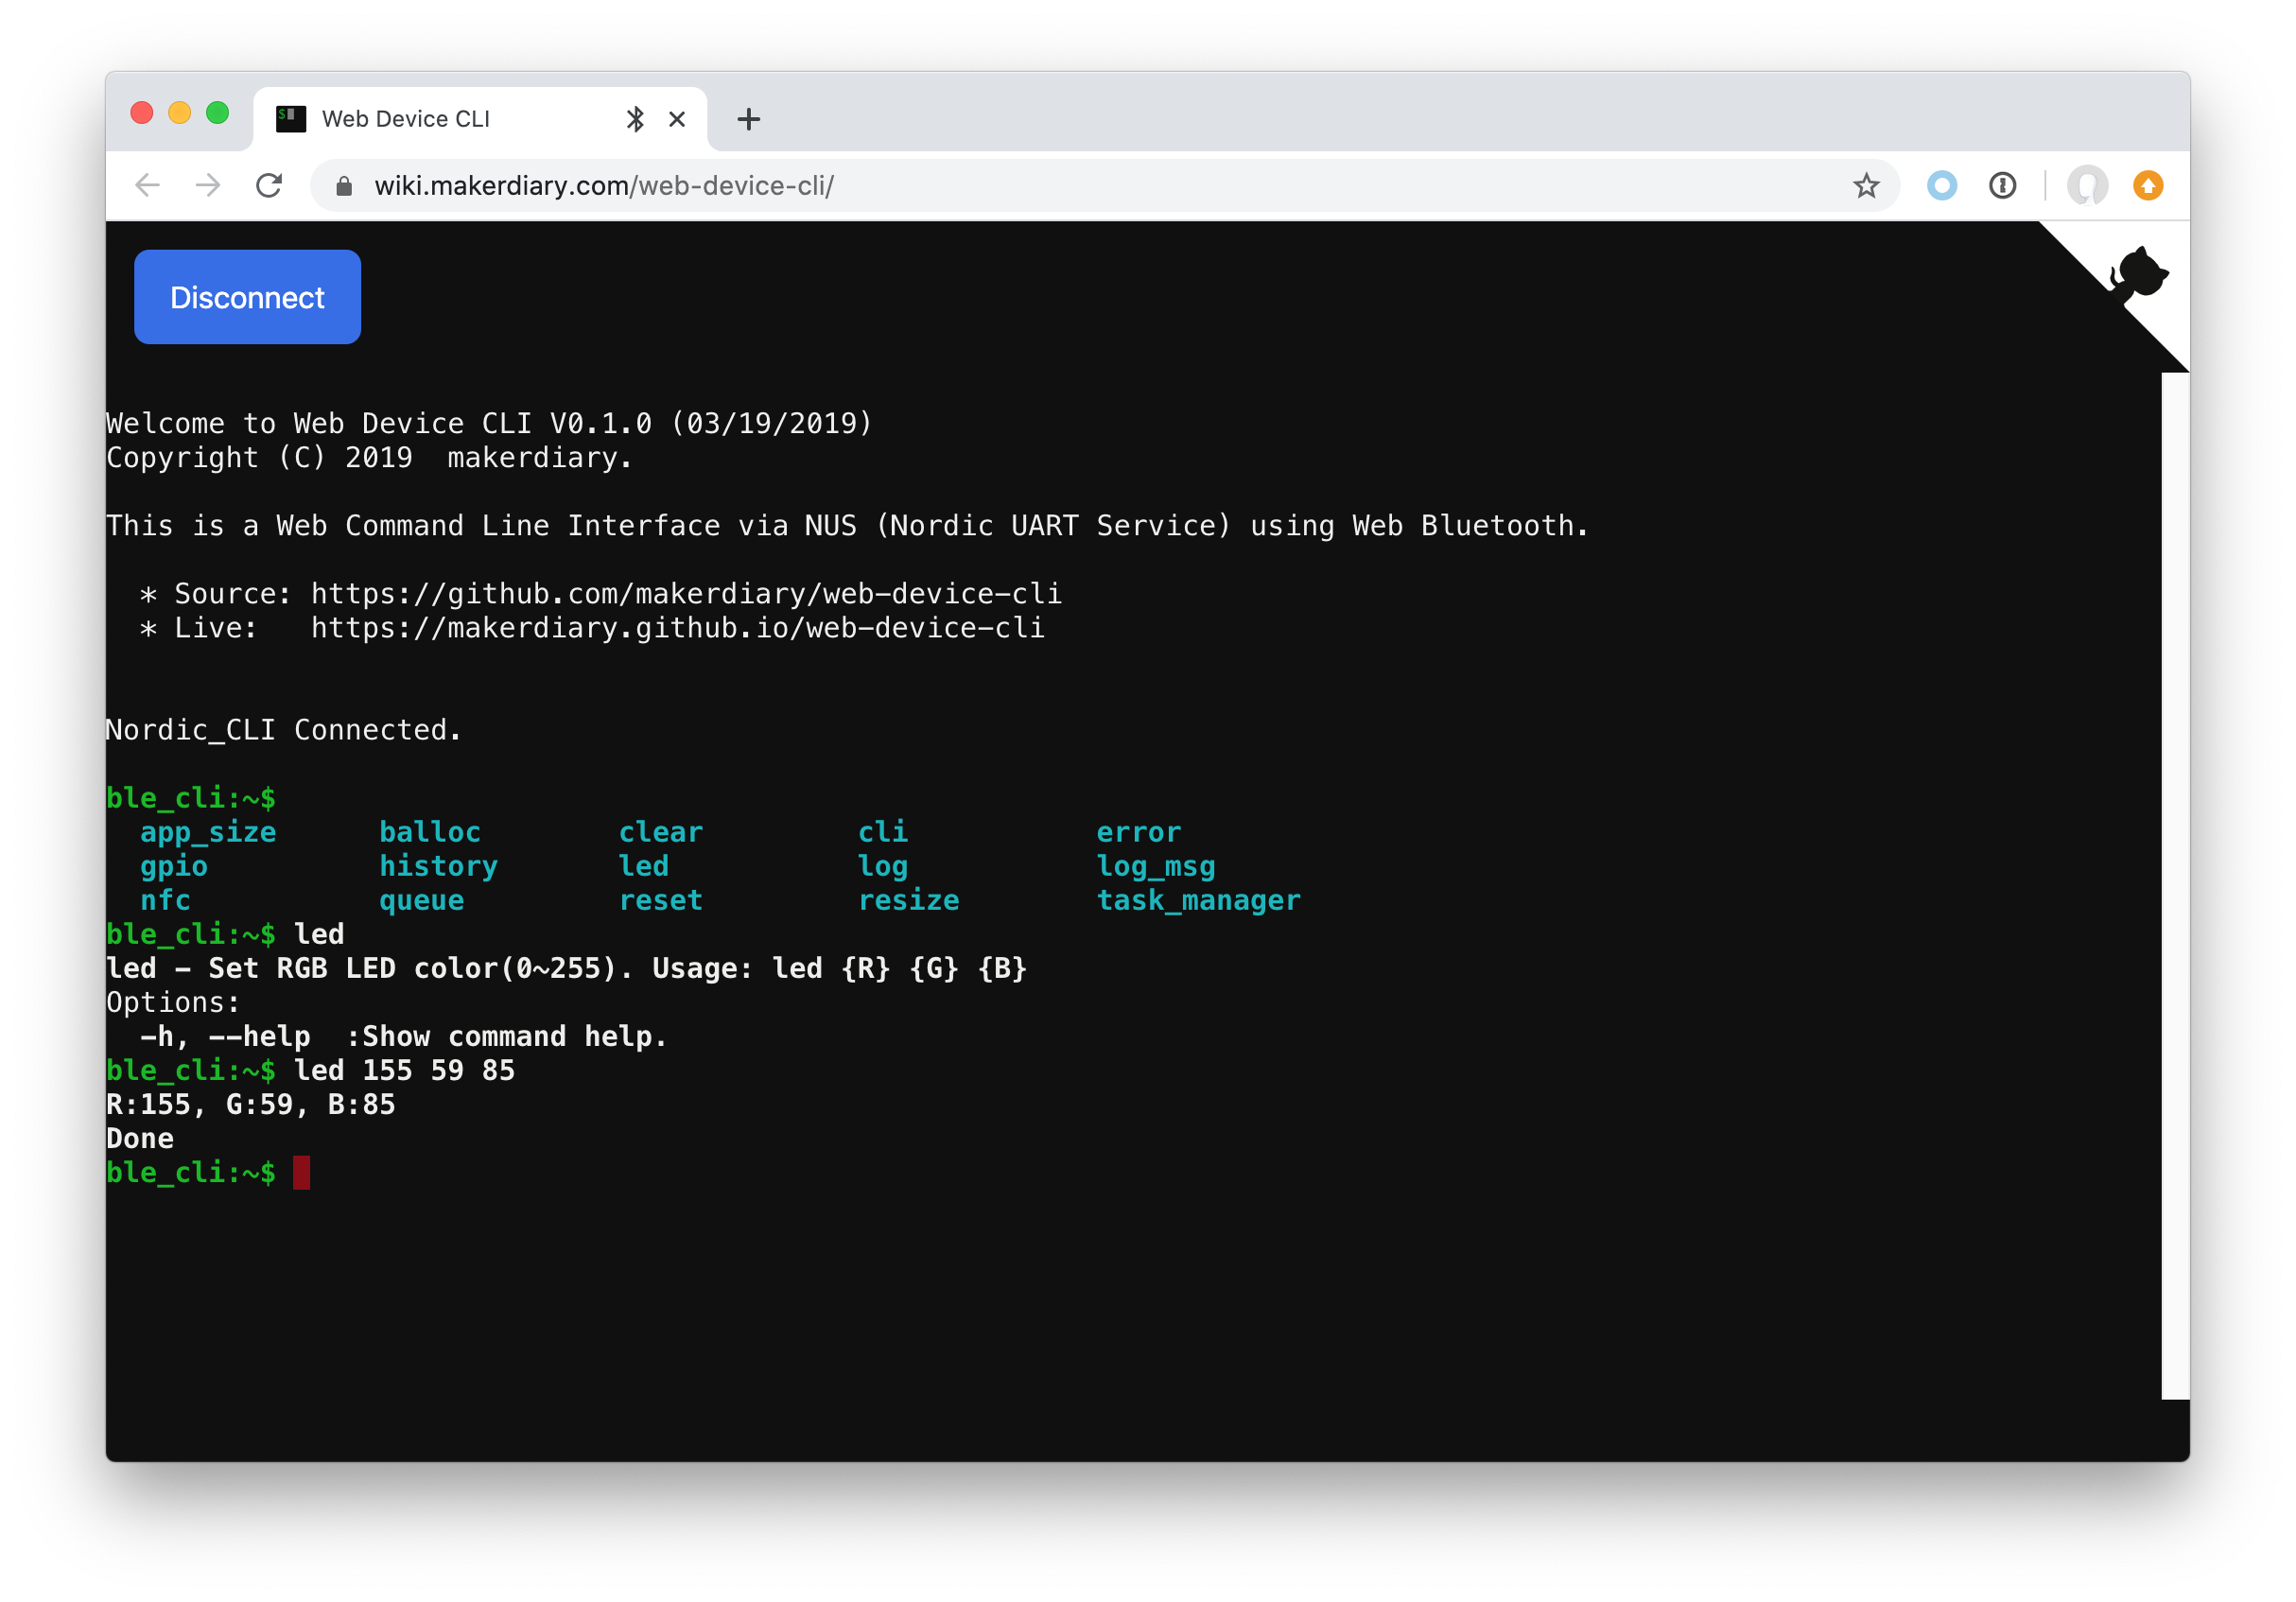 Web Device CLI
wiki.makerdiary.com/web-device-cli/
Disconnect
Welcome to Web Device CLI V0.1.0 (03/19/2019)
Copyright (C) 2019  makerdiary.
This is a Web Command Line Interface via NUS (Nordic UART Service) using Web Bluetooth.
* Source: https://github.com/makerdiary/web-device-cli
* Live:   https://makerdiary.github.io/web-device-cli
Nordic_CLI Connected.
ble_cli:~$
app_size      balloc        clear         cli           error
gpio          history       led           log           log_msg
nfc           queue         reset         resize        task_manager
ble_cli:~$ led
led - Set RGB LED color(0~255). Usage: led {R} {G} {B}
Options:
-h, --help  :Show command help.
ble_cli:~$ led 155 59 85
R:155, G:59, B:85
Done
ble_cli:~$